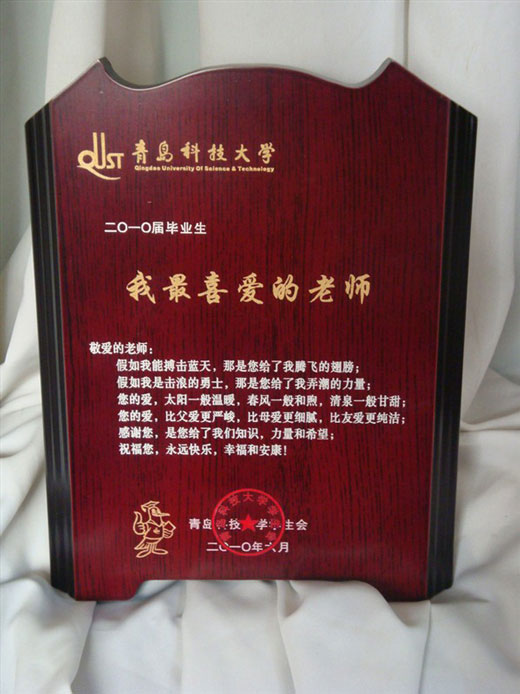 QUST 青岛科技大学
Qingdao University Of Science & Technology
二〇一〇届毕业生
我最喜爱的老师
敬爱的老师：
假如我能搏击蓝天，那是您给了我腾飞的翅膀；
假如我是击浪的勇士，那是您给了我弄潮的力量；
您的爱，太阳一般温暖，春风一般和煦，清泉一般甘甜；
您的爱，比父爱更严峻，比母爱更细腻，比友爱更纯洁；
感谢您，是您给了我们知识，力量和希望；
祝福您，永远快乐，幸福和安康！
青岛科技大学学生会
二〇一〇年六月